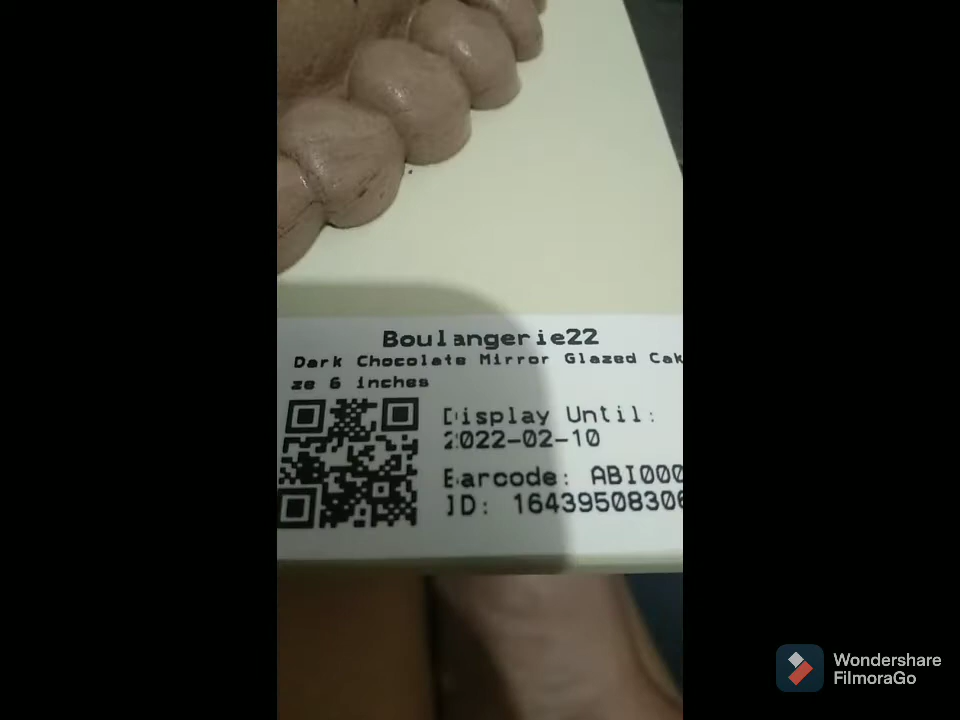 Boulangerie22
Dark Chocolate Mirror Glazed Cak
ze 6 inches
Display Until:
2022-02-10
Barcode: ABI000
ID: 16439508306
Wondershare
FilmoraGo